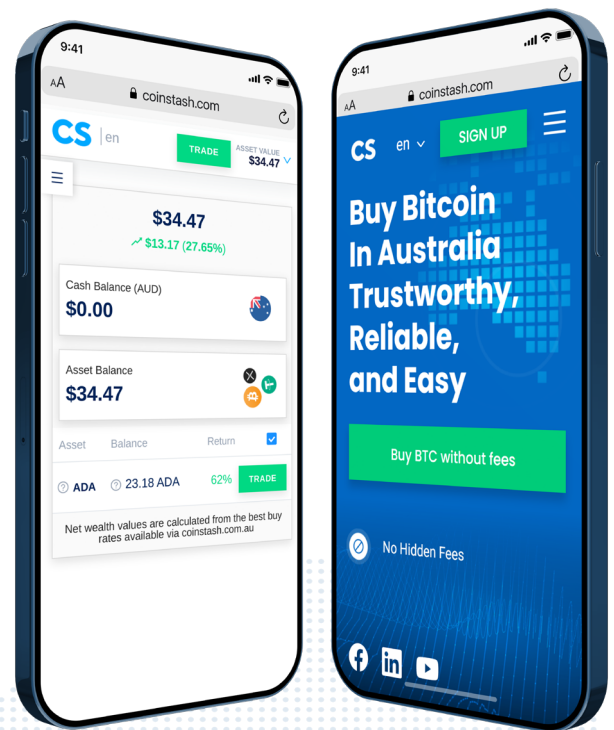 9:41
AA coinstash.com
CS | en
TRADE
ASSET VALUE
$34.47
$34.47
$13.17 (27.65%)
Cash Balance (AUD)
$0.00
Asset Balance
$34.47
Asset Balance Return
ADA 23.18 ADA 62% TRADE
Net wealth values are calculated from the best buy
rates available via coinstash.com.au
9:41
AA coinstash.com
CS en SIGN UP
Buy Bitcoin
In Australia
Trustworthy,
Reliable,
and Easy
Buy BTC without fees
No Hidden Fees